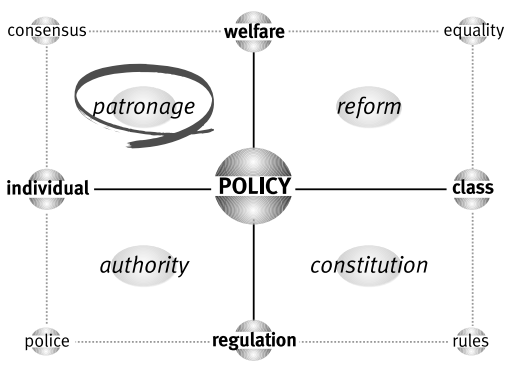 consensus
welfare
equality
patronage
reform
individual
POLICY
class
authority
constitution
police
regulation
rules